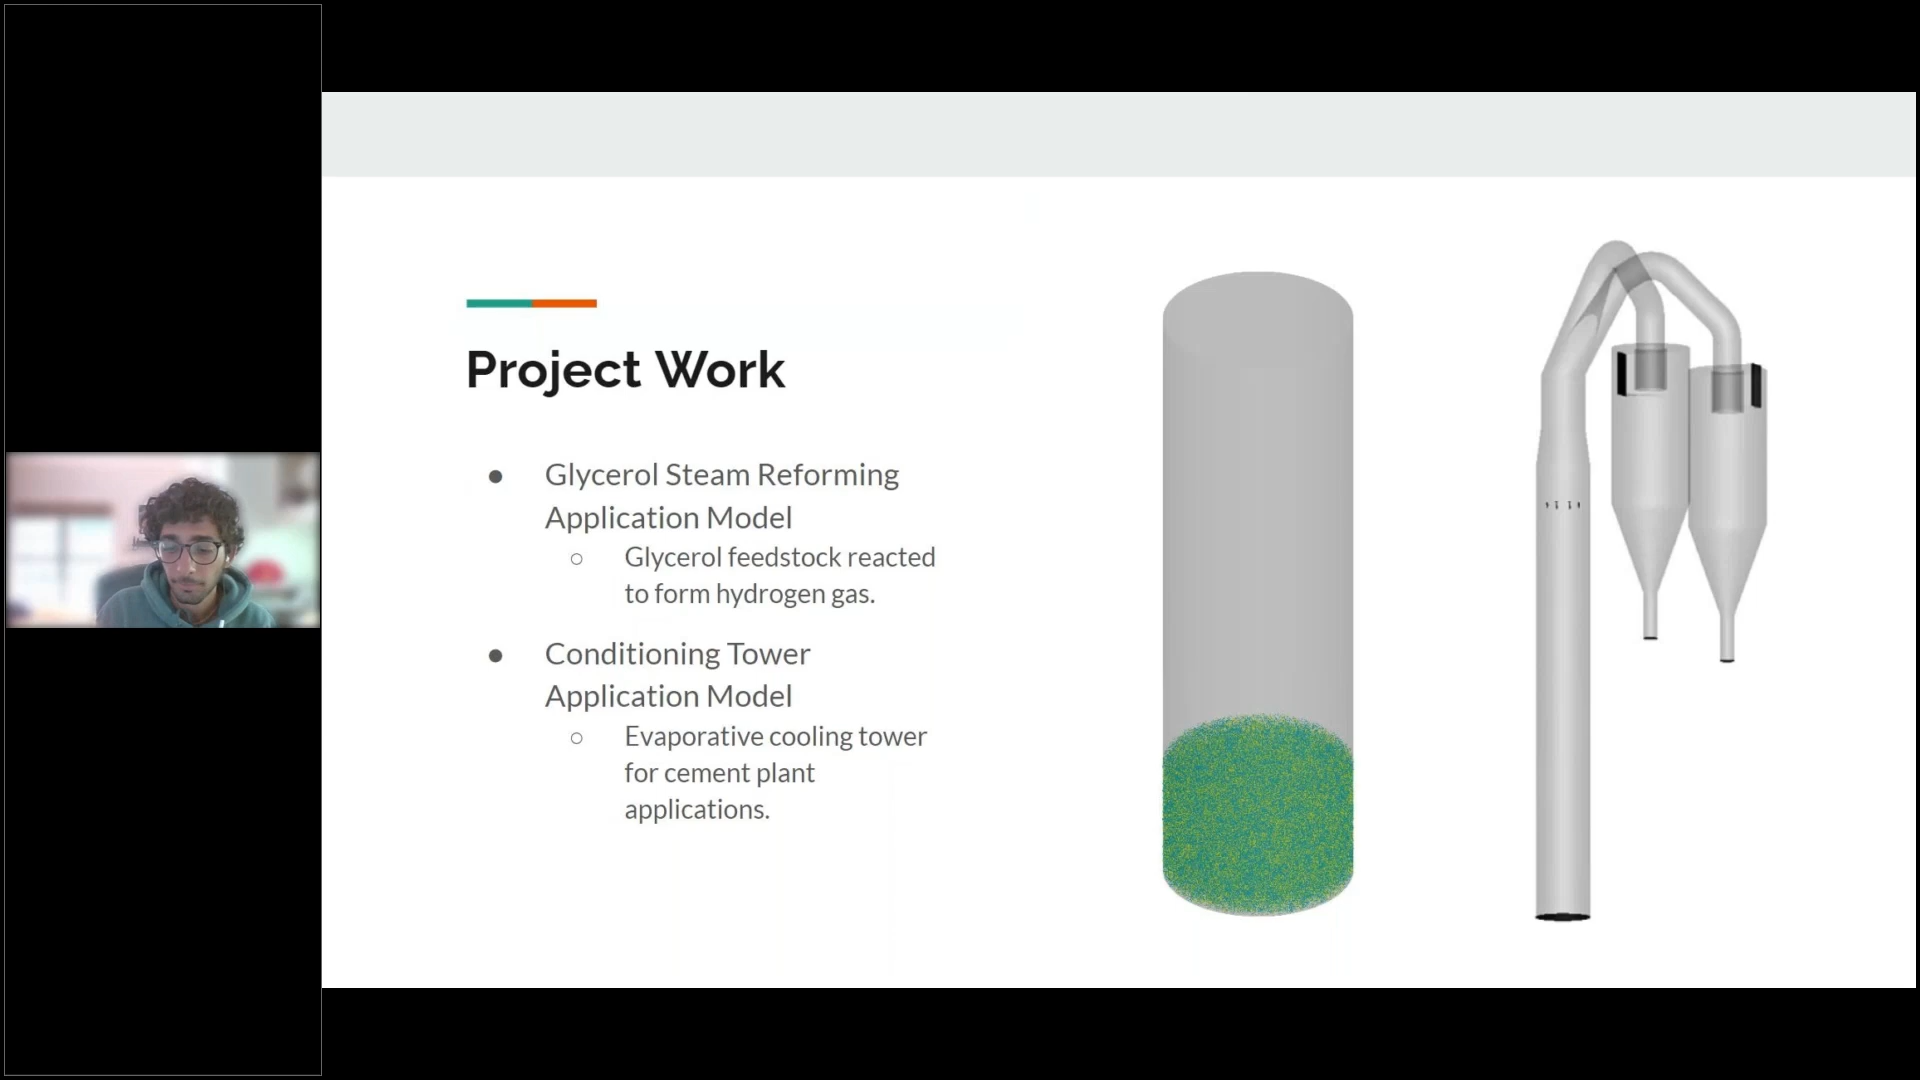 Project Work
● Glycerol Steam Reforming
Application Model
○ Glycerol feedstock reacted
to form hydrogen gas.
● Conditioning Tower
Application Model
○ Evaporative cooling tower
for cement plant
applications.